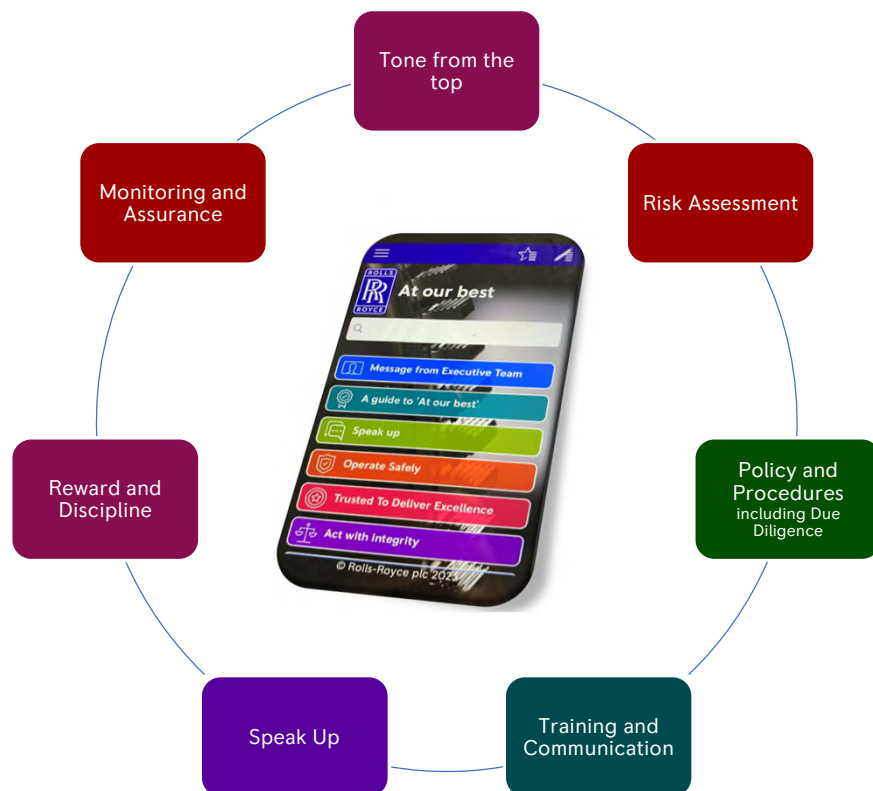 Tone from the
top
Monitoring and
Assurance
Risk Assessment
ROLLS
RR
ROYCE
At our best
Message from Executive Team
A guide to 'At our best'
Speak up
Operate Safely
Trusted To Deliver Excellence
Act with integrity
© Rolls-Royce plc 2023
Reward and
Discipline
Policy and
Procedures
including Due
Diligence
Speak Up
Training and
Communication